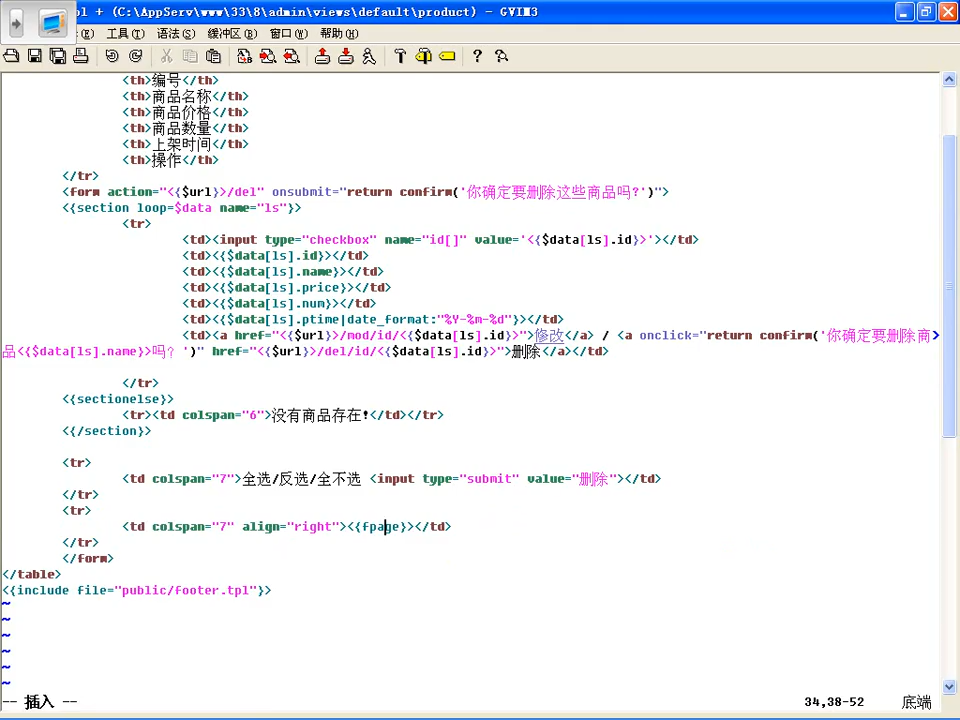 pl + (C:\AppServ\www\33\8\admin\views\default\product) - GVIM3
(E) 工具(T) 语法(S) 缓冲区(B) 窗口(W) 帮助(H)
<th>编号</th>
<th>商品名称</th>
<th>商品价格</th>
<th>商品数量</th>
<th>上架时间</th>
<th>操作</th>
</tr>
<form action="<{$url}>/del" onsubmit="return confirm('你确定要删除这些商品吗?')">
<{section loop=$data name="ls"}>
<tr>
<td><input type="checkbox" name="id[]" value='<{$data[ls].id}>'></td>
<td><{$data[ls].id}></td>
<td><{$data[ls].name}></td>
<td><{$data[ls].price}></td>
<td><{$data[ls].num}></td>
<td><{$data[ls].ptime|date_format:"%Y-%m-%d"}></td>
<td><a href="<{$url}>/mod/id/<{$data[ls].id}>">修改</a> / <a onclick="return confirm('你确定要删除商>
品<{$data[ls].name}>吗? ')" href="<{$url}>/del/id/<{$data[ls].id}>">删除</a></td>
</tr>
<{sectionelse}>
<tr><td colspan="6">没有商品存在!</td></tr>
<{/section}>
<tr>
<td colspan="7">全选/反选/全不选 <input type="submit" value="删除"></td>
</tr>
<tr>
<td colspan="7" align="right"><{fpage}></td>
</tr>
</form>
</table>
<{include file="public/footer.tpl"}>
~
~
~
~
~
~
-- 插入 -- 34,38-52 底端